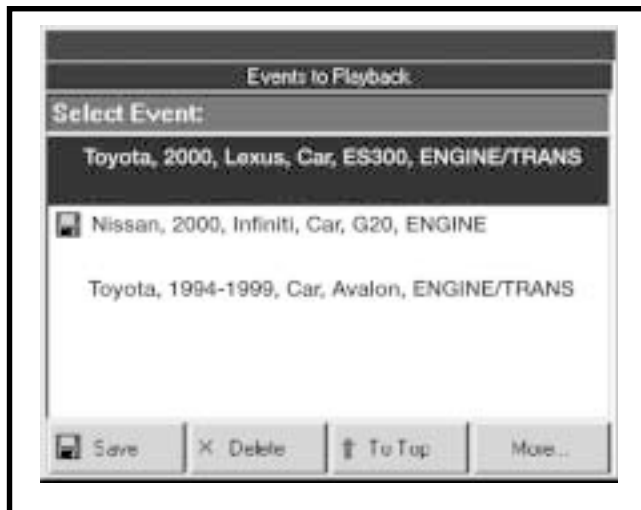 Events to Playback
Select Event:
Toyota, 2000, Lexus, Car, ES300, ENGINE/TRANS
Nissan, 2000, Infiniti, Car, G20, ENGINE
Toyota, 1994-1999, Car, Avalon, ENGINE/TRANS
Save
Delete
To Top
More...